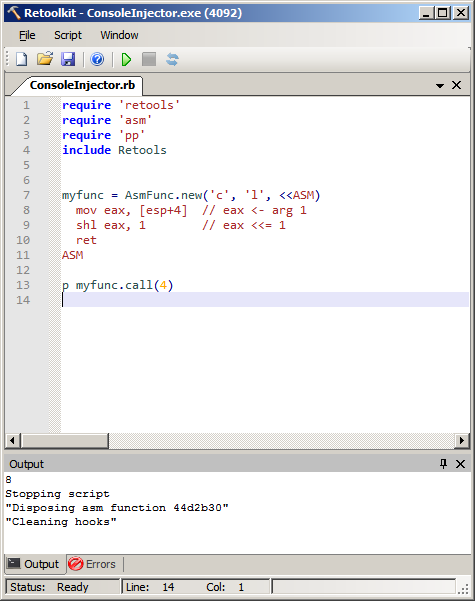 Retoolkit - ConsoleInjector.exe (4092)
File Script Window
ConsoleInjector.rb
1 require 'retools'
2 require 'asm'
3 require 'pp'
4 include Retools
5
6
7 myfunc = AsmFunc.new('c', 'l', <<ASM)
8   mov eax, [esp+4]  // eax <- arg 1
9   shl eax, 1        // eax <<= 1
10   ret
11 ASM
12
13 p myfunc.call(4)
14
Output
8
Stopping script
"Disposing asm function 44d2b30"
"Cleaning hooks"
Output Errors
Status: Ready Line: 14 Col: 1